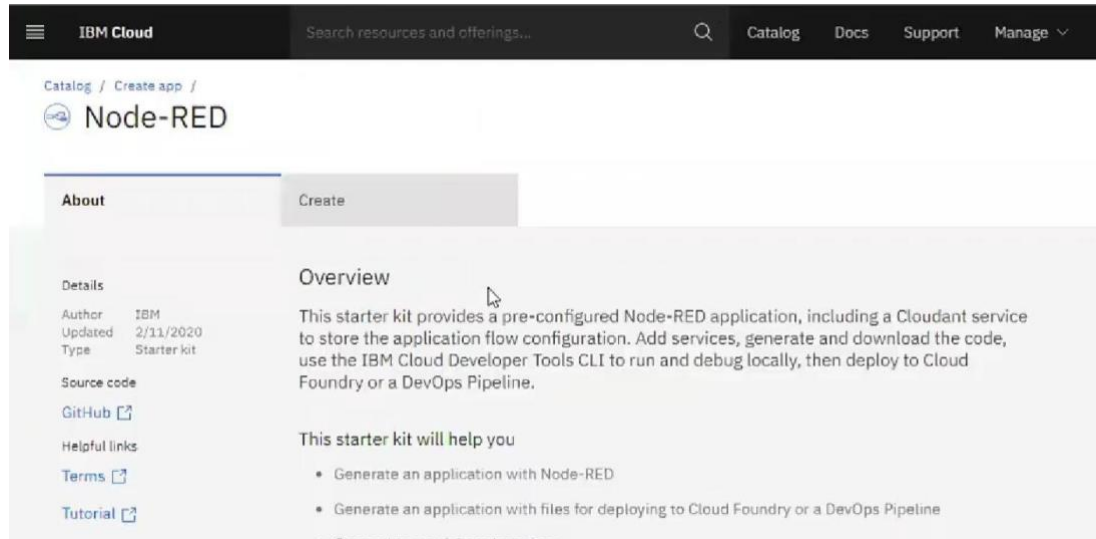 IBM Cloud Search resources and offerings... Catalog Docs Support Manage
Catalog / Create app /
Node-RED
About Create
Details
Author IBM
Updated 2/11/2020
Type Starter kit
Source code
GitHub
Helpful links
Terms
Tutorial
Overview
This starter kit provides a pre-configured Node-RED application, including a Cloudant service
to store the application flow configuration. Add services, generate and download the code,
use the IBM Cloud Developer Tools CLI to run and debug locally, then deploy to Cloud
Foundry or a DevOps Pipeline.
This starter kit will help you
• Generate an application with Node-RED
• Generate an application with files for deploying to Cloud Foundry or a DevOps Pipeline